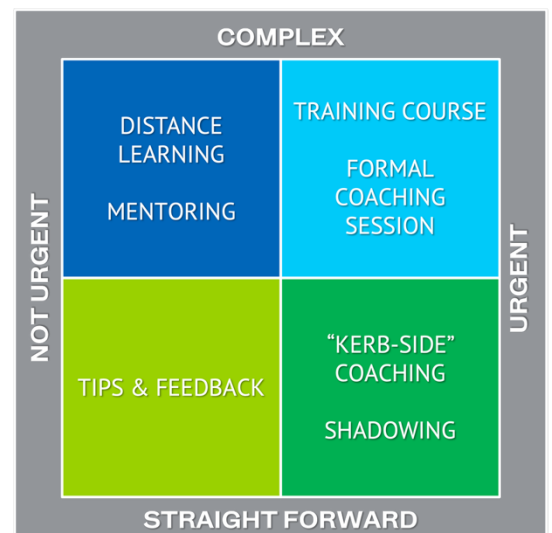 COMPLEX
NOT URGENT
DISTANCE
LEARNING
MENTORING
TRAINING COURSE
FORMAL
COACHING
SESSION
URGENT
TIPS & FEEDBACK
“KERB-SIDE”
COACHING
SHADOWING
STRAIGHT FORWARD